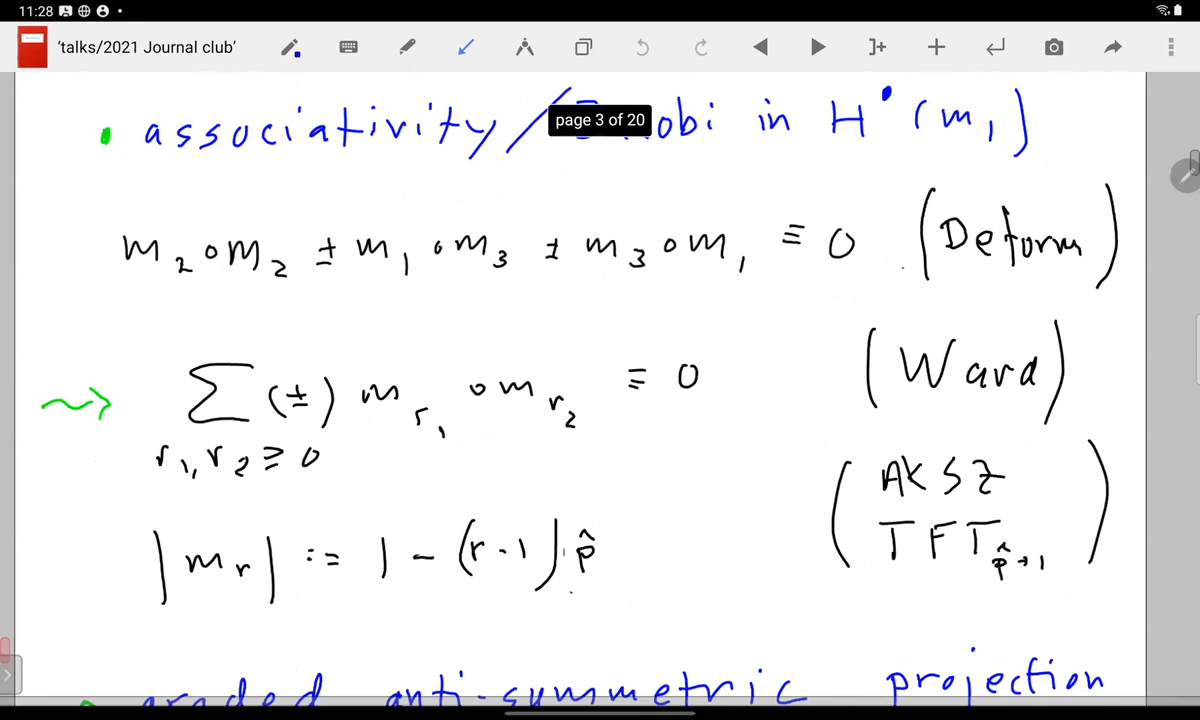 11:28
'talks/2021 Journal club'
page 3 of 20
• associativity / obi in H• (m₁)
m₂∘m₂ ± m₁∘m₃ ± m₃∘m₁ ≡ 0 (Deform)
⇝ Σ (±) m_{r₁} ∘ m_{r₂} ≡ 0 (Ward)
r₁, r₂ ≥ 0
|m_r| := 1 - (r-1)·p̂ (AKSZ
TFT_{p̂+1})
graded anti-symmetric projection